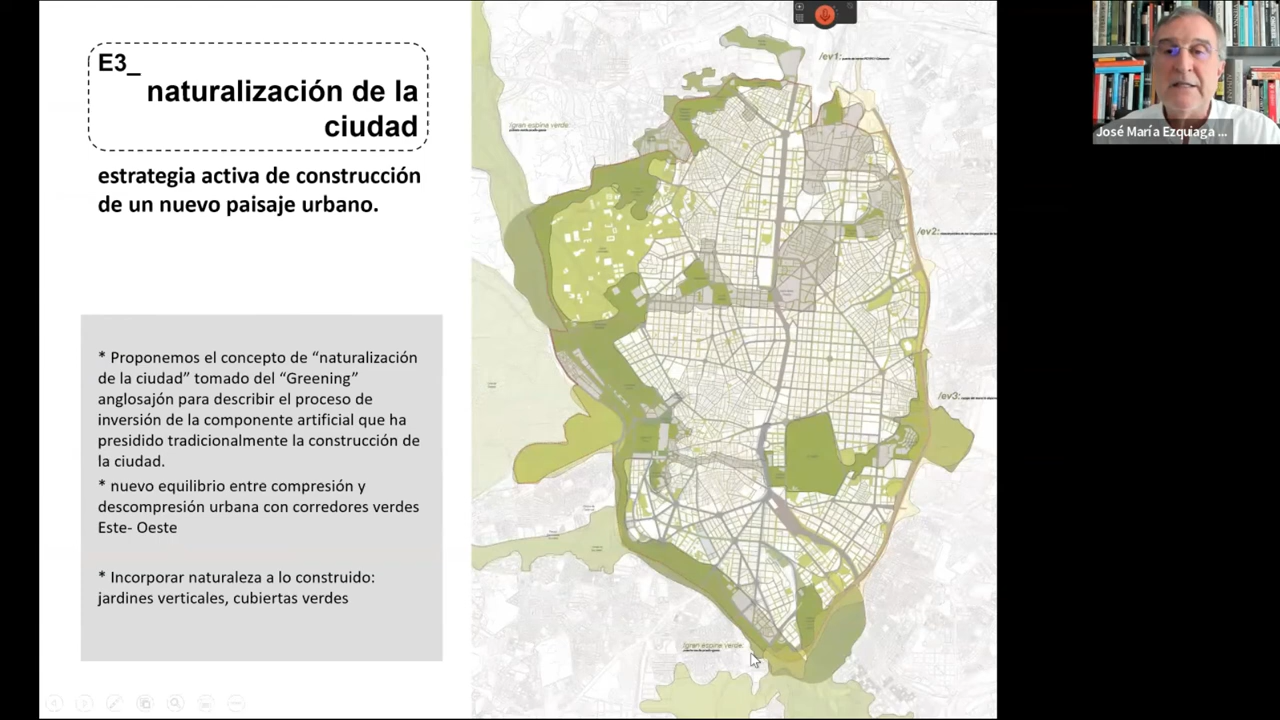 E3_
naturalización de la
ciudad
estrategia activa de construcción
de un nuevo paisaje urbano.
* Proponemos el concepto de “naturalización
de la ciudad” tomado del “Greening”
anglosajón para describir el proceso de
inversión de la componente artificial que ha
presidido tradicionalmente la construcción de
la ciudad.
* nuevo equilibrio entre compresión y
descompresión urbana con corredores verdes
Este- Oeste
* Incorporar naturaleza a lo construido:
jardines verticales, cubiertas verdes
/gran espina verde:
/ev1:
/ev2:
/ev3:
/gran espina verde:
José María Ezquiaga ...